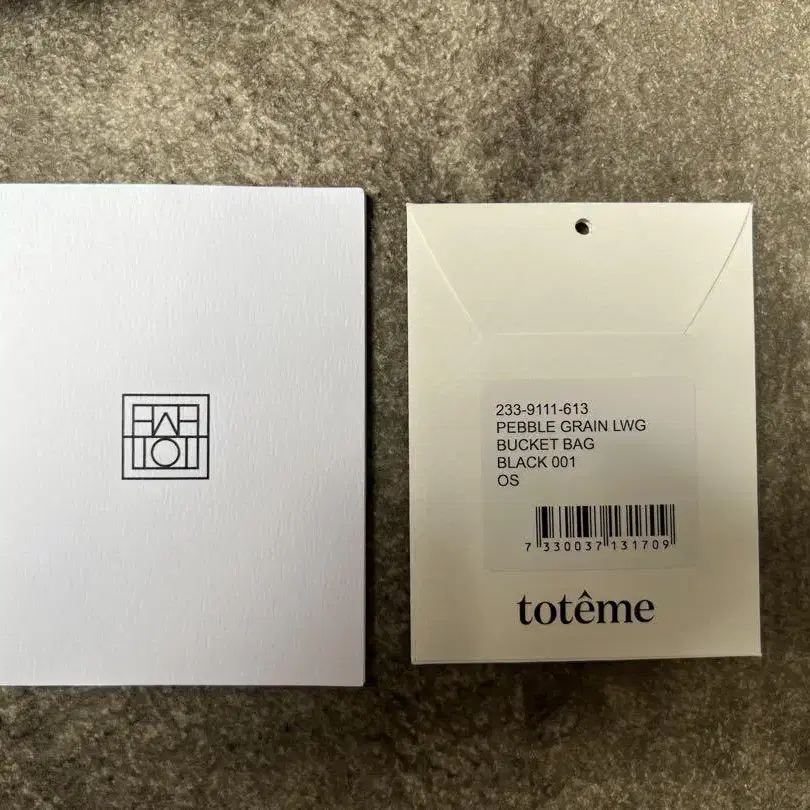 233-9111-613
PEBBLE GRAIN LWG
BUCKET BAG
BLACK 001
OS
7 330037 131709
totême